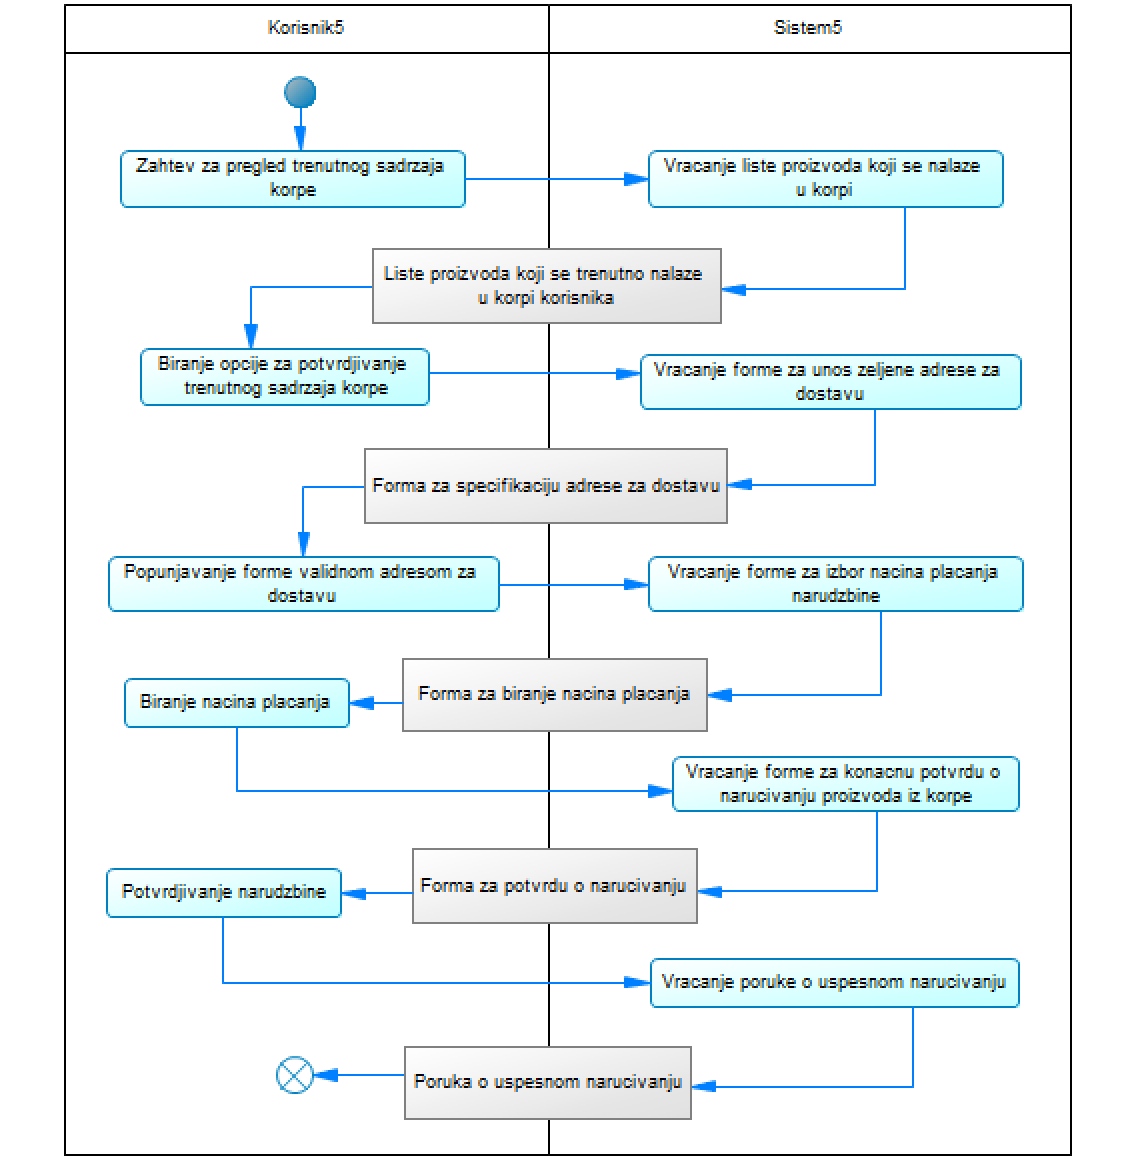 Korisnik5
Sistem5
Zahtev za pregled trenutnog sadrzaja
korpe
Vracanje liste proizvoda koji se nalaze
u korpi
Liste proizvoda koji se trenutno nalaze
u korpi korisnika
Biranje opcije za potvrdjivanje
trenutnog sadrzaja korpe
Vracanje forme za unos zeljene adrese za
dostavu
Forma za specifikaciju adrese za dostavu
Popunjavanje forme validnom adresom za
dostavu
Vracanje forme za izbor nacina placanja
narudzbine
Forma za biranje nacina placanja
Biranje nacina placanja
Vracanje forme za konacnu potvrdu o
narucivanju proizvoda iz korpe
Forma za potvrdu o narucivanju
Potvrdjivanje narudzbine
Vracanje poruke o uspesnom narucivanju
Poruka o uspesnom narucivanju